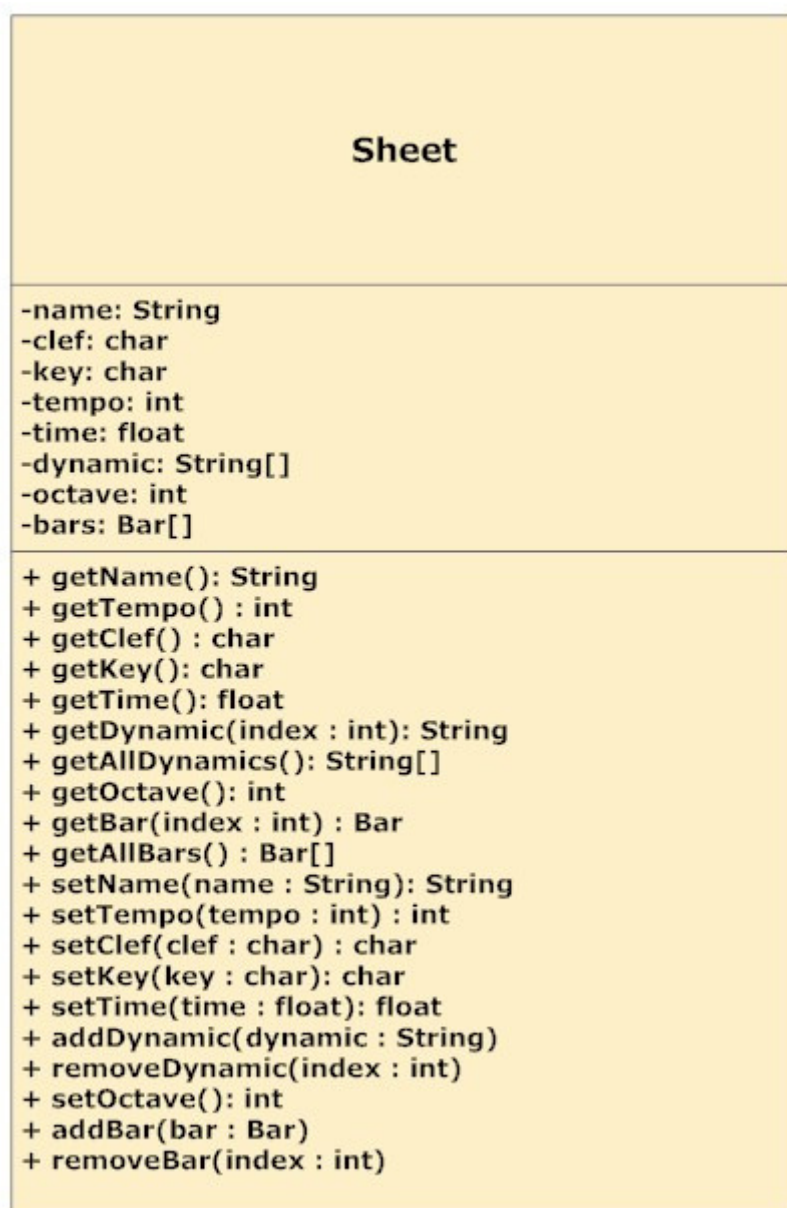 Sheet
-name: String
-clef: char
-key: char
-tempo: int
-time: float
-dynamic: String[]
-octave: int
-bars: Bar[]
+ getName(): String
+ getTempo() : int
+ getClef() : char
+ getKey(): char
+ getTime(): float
+ getDynamic(index : int): String
+ getAllDynamics(): String[]
+ getOctave(): int
+ getBar(index : int) : Bar
+ getAllBars() : Bar[]
+ setName(name : String): String
+ setTempo(tempo : int) : int
+ setClef(clef : char) : char
+ setKey(key : char): char
+ setTime(time : float): float
+ addDynamic(dynamic : String)
+ removeDynamic(index : int)
+ setOctave(): int
+ addBar(bar : Bar)
+ removeBar(index : int)